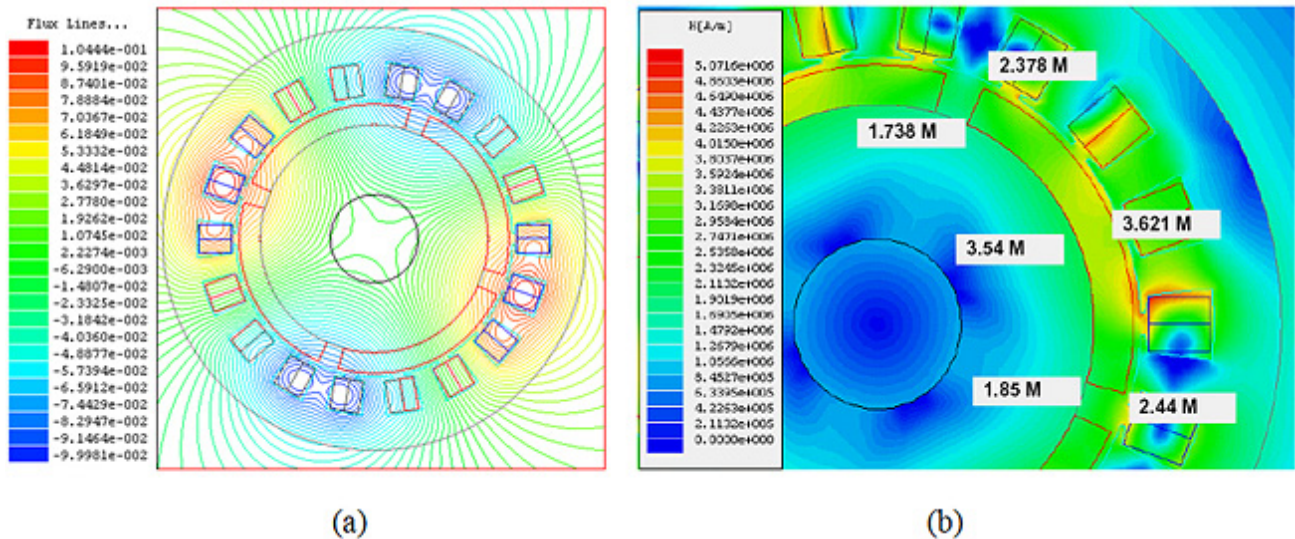 Flux Lines...
1.0444e-001
9.5919e-002
8.7401e-002
7.8884e-002
7.0367e-002
6.1849e-002
5.3332e-002
4.4814e-002
3.6297e-002
2.7780e-002
1.9262e-002
1.0745e-002
2.2274e-003
-6.2900e-003
-1.4807e-002
-2.3325e-002
-3.1842e-002
-4.0360e-002
-4.8877e-002
-5.7394e-002
-6.5912e-002
-7.4429e-002
-8.2947e-002
-9.1464e-002
-9.9981e-002
(a)
H[A/m]
5.0716e+006
4.8603e+006
4.6490e+006
4.4377e+006
4.2263e+006
4.0150e+006
3.8037e+006
3.5924e+006
3.3811e+006
3.1698e+006
2.9584e+006
2.7471e+006
2.5358e+006
2.3245e+006
2.1132e+006
1.9019e+006
1.6905e+006
1.4792e+006
1.2679e+006
1.0566e+006
8.4527e+005
6.3395e+005
4.2263e+005
2.1132e+005
0.0000e+000
2.378 M
1.738 M
3.621 M
3.54 M
1.85 M
2.44 M
(b)